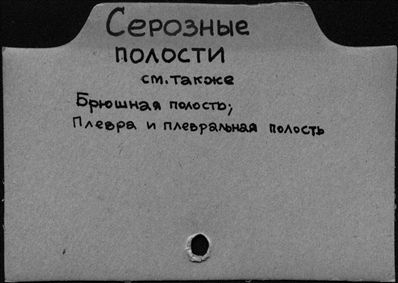 Серозные
полости
см. также
Брюшная полость;
Плевра и плевральная полость